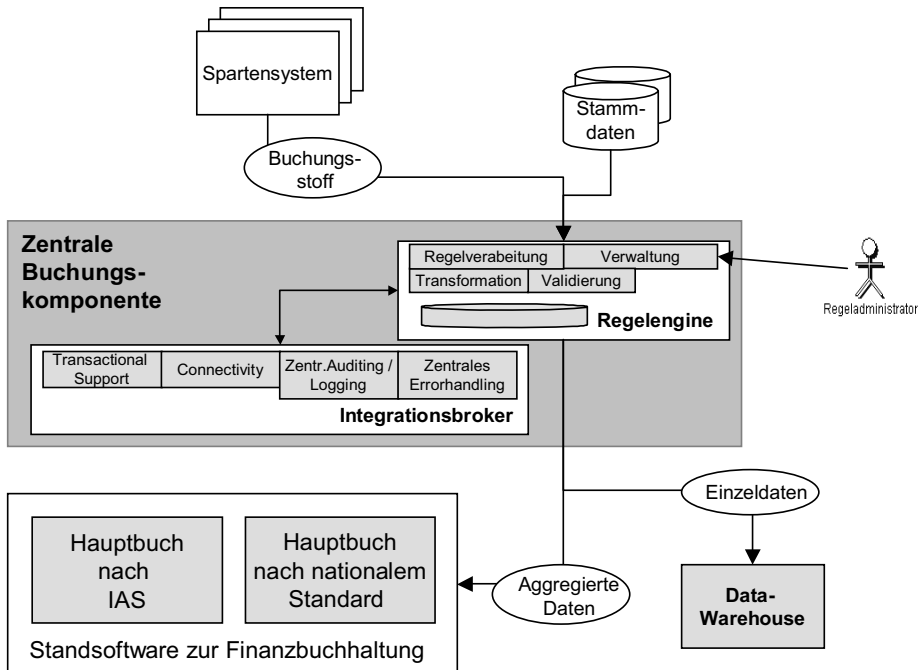 Spartensystem
Stamm-
daten
Buchungs-
stoff
Zentrale
Buchungs-
komponente
Regelverabeitung
Verwaltung
Transformation
Validierung
Regelengine
Regeladministrator
Transactional
Support
Connectivity
Zentr.Auditing /
Logging
Zentrales
Errorhandling
Integrationsbroker
Einzeldaten
Hauptbuch
nach
IAS
Hauptbuch
nach nationalem
Standard
Aggregierte
Daten
Data-
Warehouse
Standsoftware zur Finanzbuchhaltung